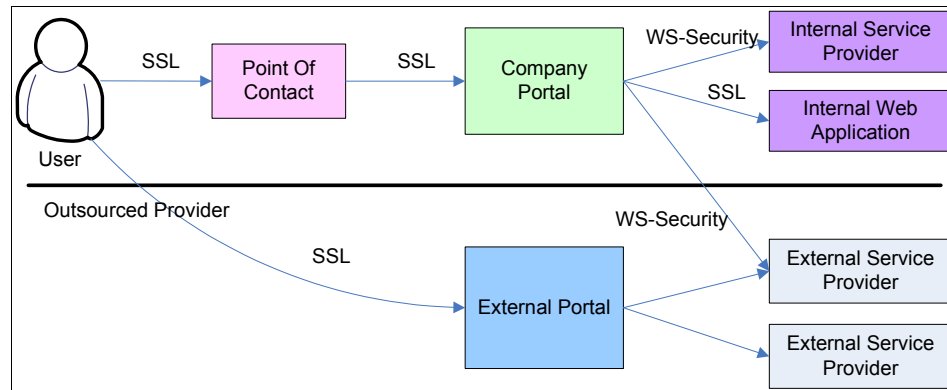 SSL
Point Of
Contact
SSL
Company
Portal
WS-Security
Internal Service
Provider
SSL
Internal Web
Application
User
Outsourced Provider
WS-Security
SSL
External Portal
External Service
Provider
External Service
Provider